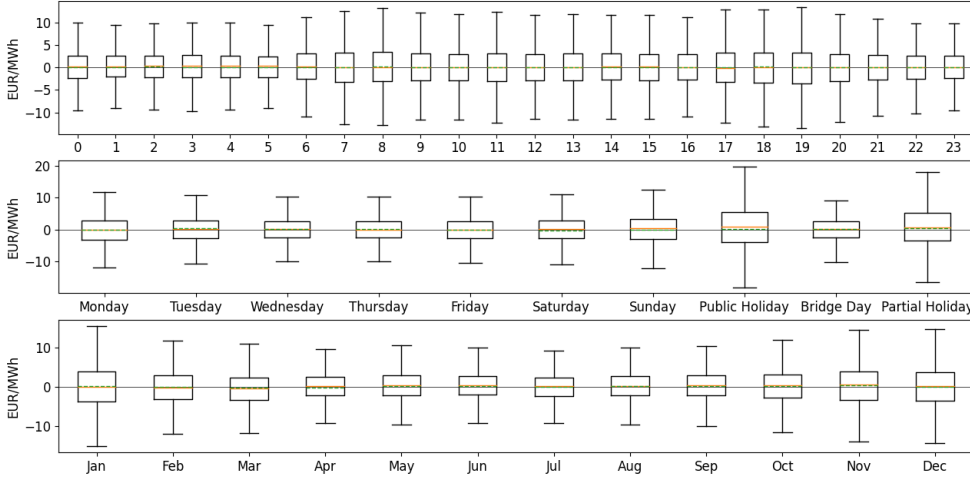 EUR/MWh
10
5
0
−5
−10
0 1 2 3 4 5 6 7 8 9 10 11 12 13 14 15 16 17 18 19 20 21 22 23
EUR/MWh
20
10
0
−10
Monday Tuesday Wednesday Thursday Friday Saturday Sunday Public Holiday Bridge Day Partial Holiday
EUR/MWh
10
0
−10
Jan Feb Mar Apr May Jun Jul Aug Sep Oct Nov Dec